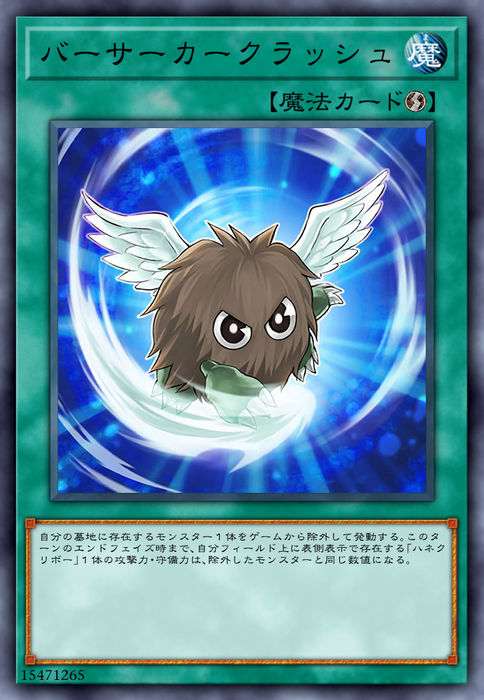 バーサーカークラッシュ
魔
【魔法カード】
自分の墓地に存在するモンスター１体をゲームから除外して発動する。このタ
ーンのエンドフェイズ時まで、自分フィールド上に表側表示で存在する「ハネク
リボー」１体の攻撃力・守備力は、除外したモンスターと同じ数値になる。
15471265